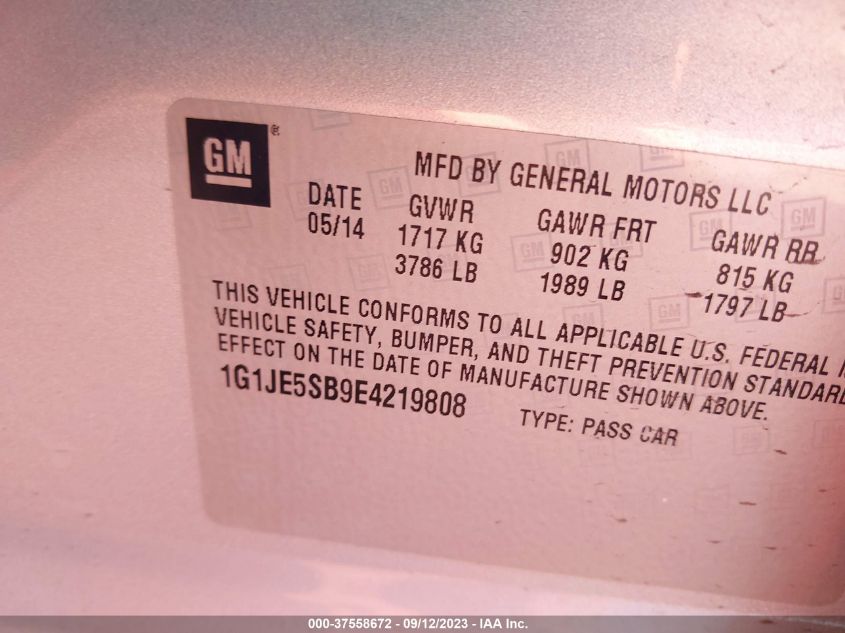 GM
MFD BY GENERAL MOTORS LLC
DATE GVWR GAWR FRT GAWR RR
05/14 1717 KG 902 KG 815 KG
3786 LB 1989 LB 1797 LB
THIS VEHICLE CONFORMS TO ALL APPLICABLE U.S. FEDERAL
VEHICLE SAFETY, BUMPER, AND THEFT PREVENTION STANDARD
EFFECT ON THE DATE OF MANUFACTURE SHOWN ABOVE.
1G1JE5SB9E4219808
TYPE: PASS CAR
000-37558672 - 09/12/2023 - IAA Inc.